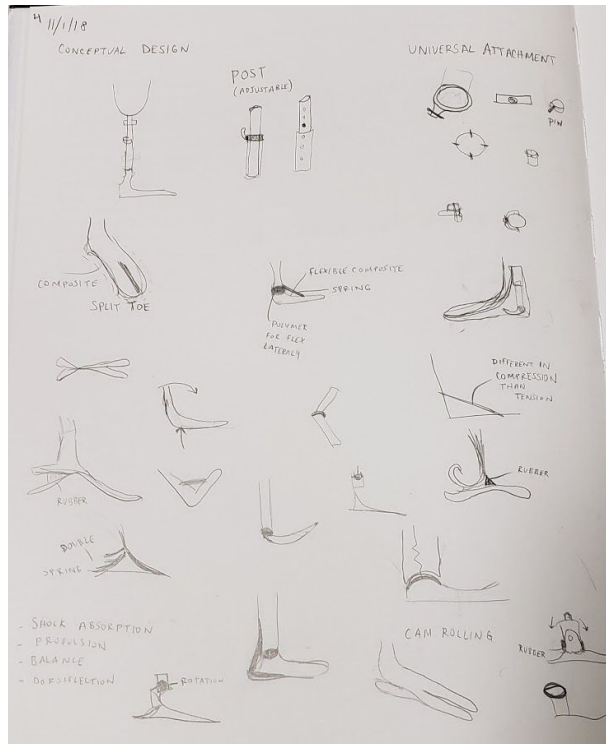 4 11/1/18
CONCEPTUAL DESIGN
POST
(ADJUSTABLE)
UNIVERSAL ATTACHMENT
PIN
COMPOSITE
SPLIT TOE
FLEXIBLE COMPOSITE
SPRING
POLYMER
FOR FLEX
LATERALY
DIFFERENT IN
COMPRESSION
THAN
TENSION
RUBBER
RUBBER
DOUBLE
SPRING
- SHOCK ABSORPTION
- PROPULSION
- BALANCE
- DORSIFLECTION
ROTATION
CAM ROLLING
RUBBER